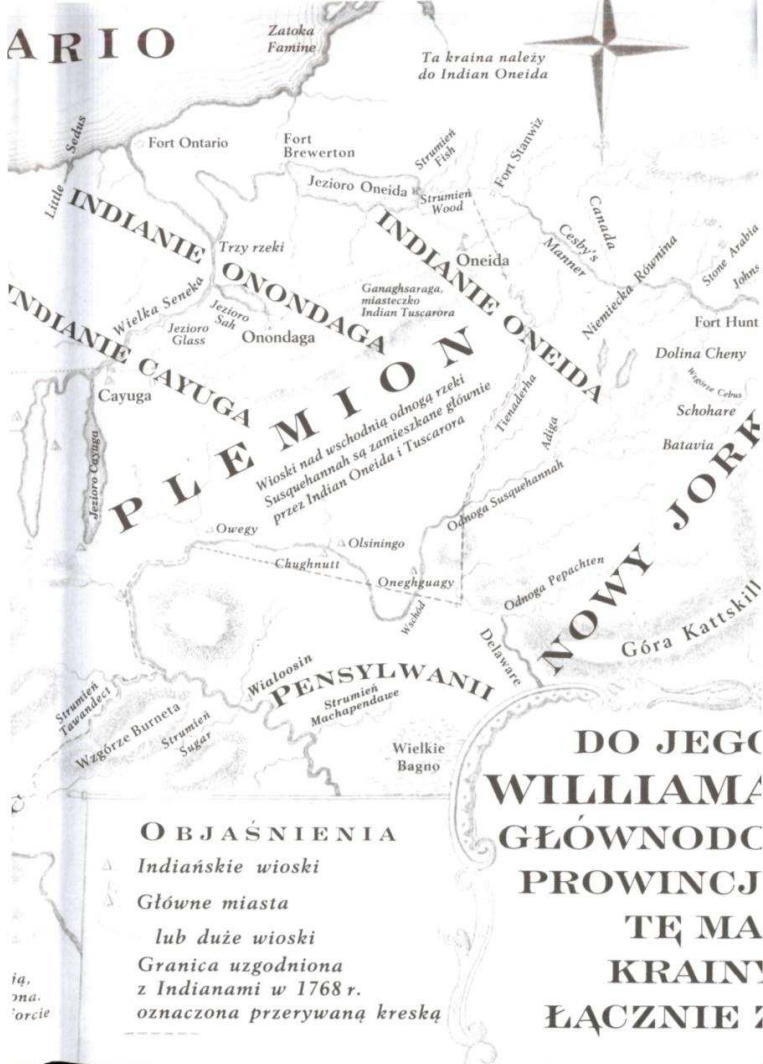 ARIO
Zatoka
Famine
Ta kraina należy
do Indian Oneida
Little Sedus
Fort Ontario
Fort
Brewerton
Strumień
Fish
Fort Stanwiz
Jezioro Oneida
Strumień
Wood
Canada
Cesby's
Manner
INDIANIE ONONDAGA
Trzy rzeki
INDIANIE ONEIDA
Oneida
Niemiecka Równina
Stone Arabia
Johns
Ganaghsaraga,
miasteczko
Indian Tuscarora
Wielka Seneka
Jezioro
Sah
Jezioro
Glass
Onondaga
Fort Hunt
INDIANIE CAYUGA
Dolina Cheny
Wzgórze Cebus
Cayuga
Schohare
Batavia
PLEMION
Wioski nad wschodnią odnogą rzeki
Susquehannah są zamieszkane głównie
przez Indian Oneida i Tuscarora
Tienaderha
Adiga
Jezioro Cayuga
Odnoga Susquehannah
NOWY JORK
Owegy
Olsiningo
Chughnutt
Oneghguagy
Wschód
Odnoga Pepachten
Góra Kattskill
Delaware
Wialoosin
PENSYLWANII
Strumień
Machapendawe
Strumień
Tawandect
Wzgórze Burneta
Strumień
Sugar
Wielkie
Bagno
DO JEGO
WILLIAMA
GŁÓWNODO
PROWINCJ
TĘ MA
KRAINY
ŁĄCZNIE Z
OBJAŚNIENIA
Indiańskie wioski
Główne miasta
lub duże wioski
Granica uzgodniona
z Indianami w 1768 r.
oznaczona przerywaną kreską
ią,
ona.
orcie